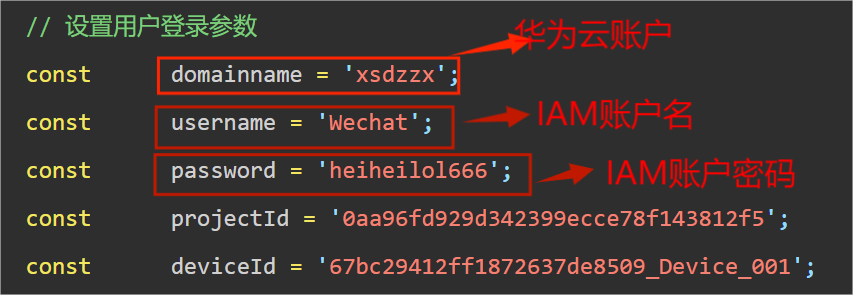 // 设置用户登录参数
华为云账户
const domainname = 'xsdzzx';
const username = 'Wechat';
IAM账户名
const password = 'heiheilol666';
IAM账户密码
const projectId = '0aa96fd929d342399ecce78f143812f5';
const deviceId = '67bc29412ff1872637de8509_Device_001';